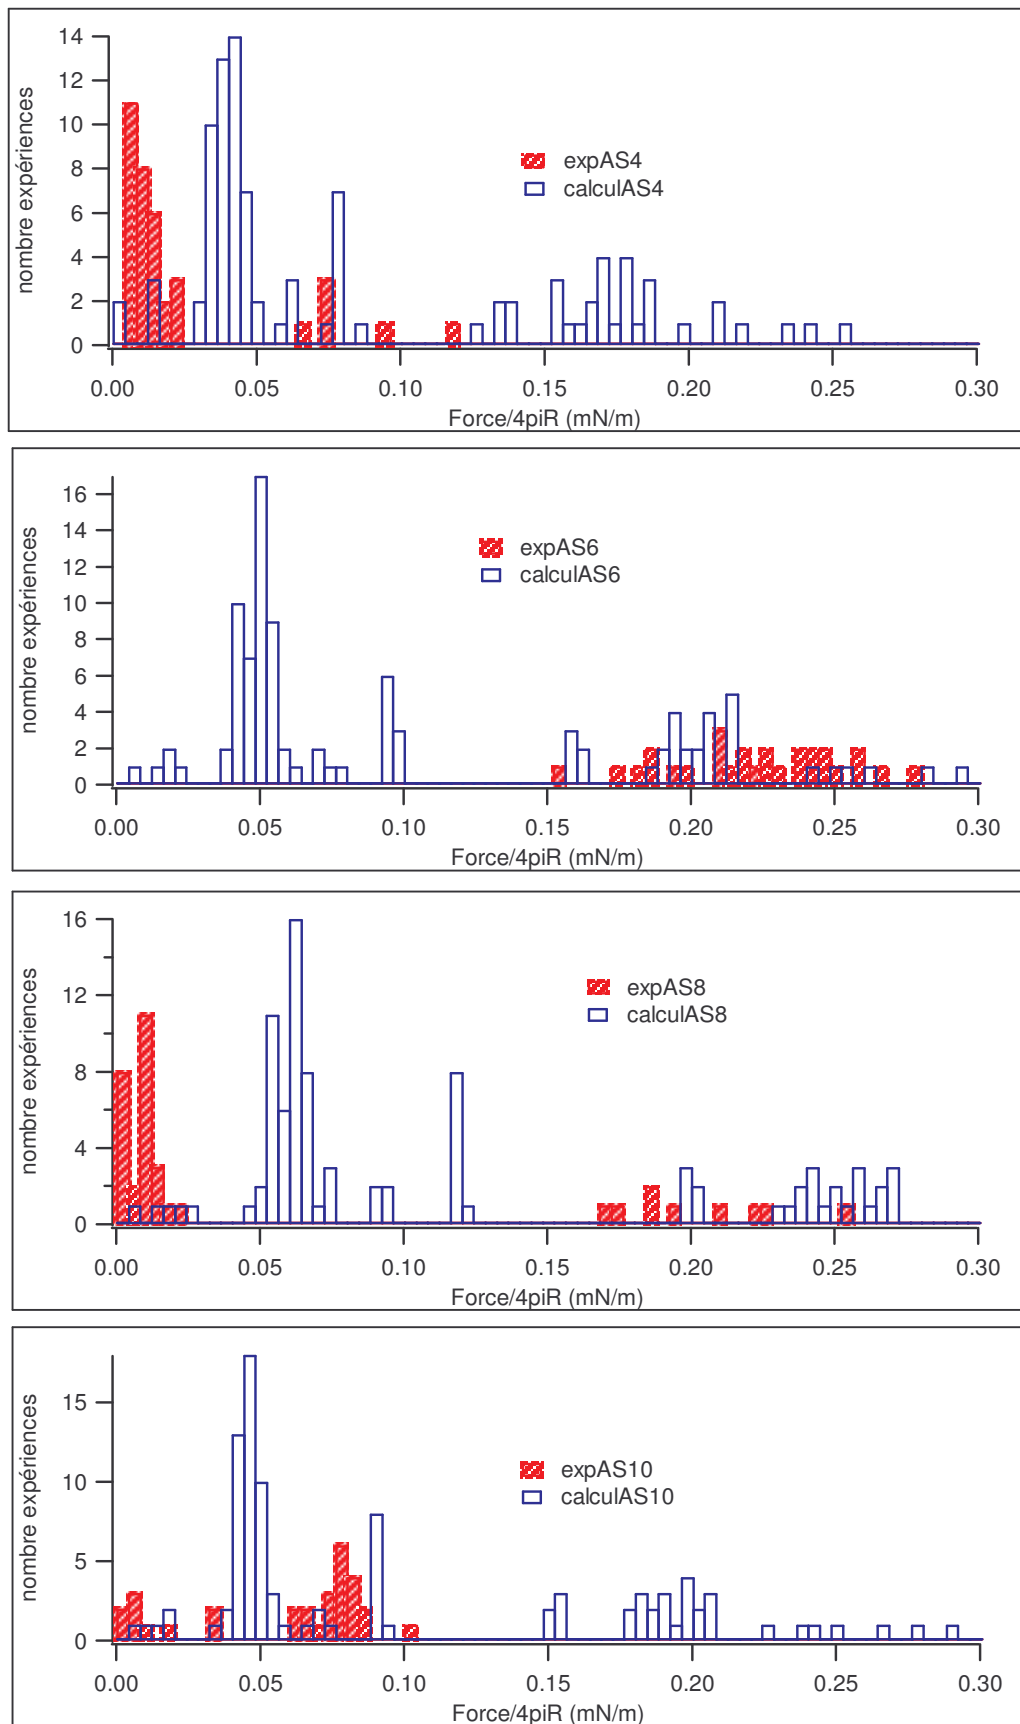 14
12
10
8
6
4
2
0
nombre expériences
expAS4
calculAS4
0.00 0.05 0.10 0.15 0.20 0.25 0.30
Force/4piR (mN/m)
16
14
12
10
8
6
4
2
0
nombre expériences
expAS6
calculAS6
0.00 0.05 0.10 0.15 0.20 0.25 0.30
Force/4piR (mN/m)
16
12
8
4
0
nombre expériences
expAS8
calculAS8
0.00 0.05 0.10 0.15 0.20 0.25 0.30
Force/4piR (mN/m)
15
10
5
0
nombre expériences
expAS10
calculAS10
0.00 0.05 0.10 0.15 0.20 0.25 0.30
Force/4piR (mN/m)